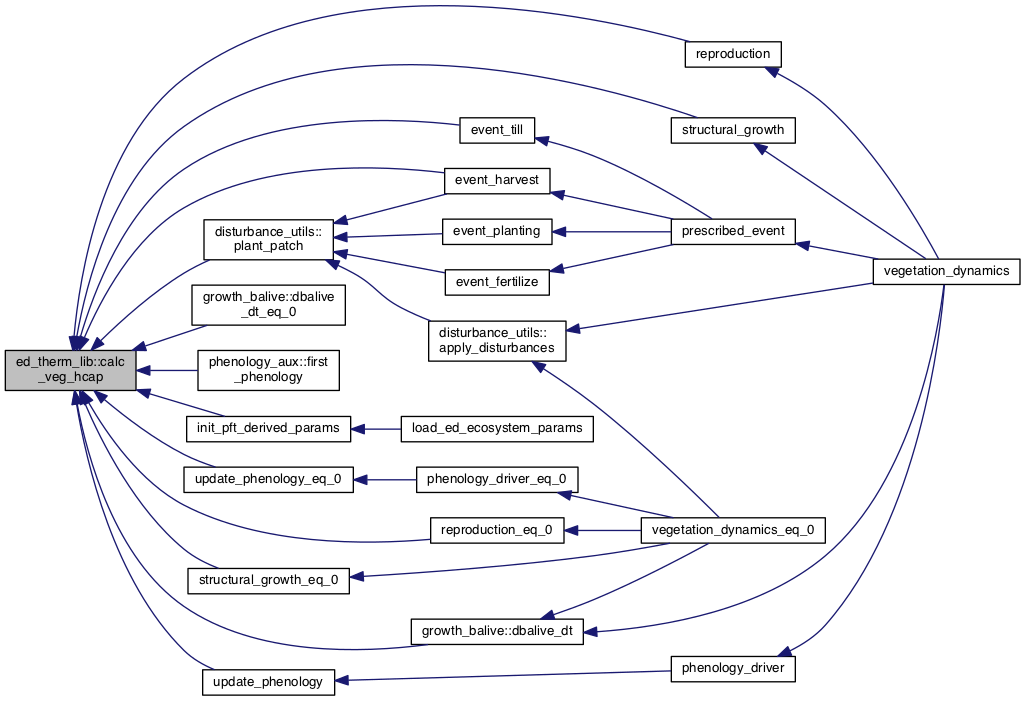 reproduction
structural_growth
event_till
event_harvest
disturbance_utils::
plant_patch
event_planting
prescribed_event
event_fertilize
vegetation_dynamics
growth_balive::dbalive
_dt_eq_0
disturbance_utils::
apply_disturbances
ed_therm_lib::calc
_veg_hcap
phenology_aux::first
_phenology
init_pft_derived_params
load_ed_ecosystem_params
update_phenology_eq_0
phenology_driver_eq_0
reproduction_eq_0
vegetation_dynamics_eq_0
structural_growth_eq_0
growth_balive::dbalive_dt
update_phenology
phenology_driver